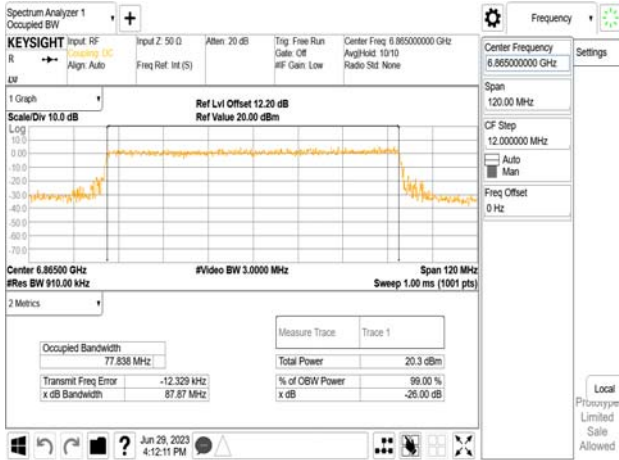 Spectrum Analyzer 1
Occupied BW
Frequency
KEYSIGHT
Input: RF
Coupling: DC
Align: Auto
Input Z: 50 Ω
Freq Ref: Int (S)
Atten: 20 dB
Trig: Free Run
Gate: Off
#IF Gain: Low
Center Freq: 6.865000000 GHz
Avg|Hold: 10/10
Radio Std: None
R
LXI
Center Frequency
6.865000000 GHz
Settings
Span
120.00 MHz
CF Step
12.000000 MHz
Auto
Man
Freq Offset
0 Hz
1 Graph
Scale/Div 10.0 dB
Ref Lvl Offset 12.20 dB
Ref Value 20.00 dBm
Log
10.0
0.00
-10.0
-20.0
-30.0
-40.0
-50.0
-60.0
-70.0
Center 6.86500 GHz
#Video BW 3.0000 MHz
Span 120 MHz
#Res BW 910.00 kHz
Sweep 1.00 ms (1001 pts)
2 Metrics
Measure Trace
Trace 1
Occupied Bandwidth
77.838 MHz
Total Power
20.3 dBm
Transmit Freq Error
-12.329 kHz
% of OBW Power
99.00 %
x dB Bandwidth
87.87 MHz
x dB
-26.00 dB
Local
Prototype
Limited
Sale
Allowed
?
Jun 29, 2023
4:12:11 PM